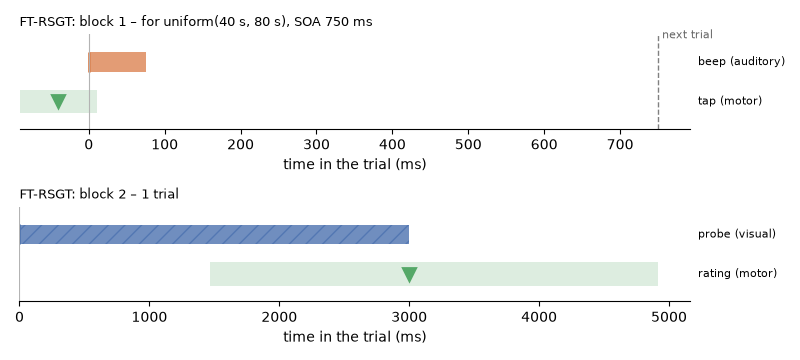 FT-RSGT: block 1 – for uniform(40 s, 80 s), SOA 750 ms
next trial
beep (auditory)
tap (motor)
0 100 200 300 400 500 600 700
time in the trial (ms)
FT-RSGT: block 2 – 1 trial
probe (visual)
rating (motor)
0 1000 2000 3000 4000 5000
time in the trial (ms)